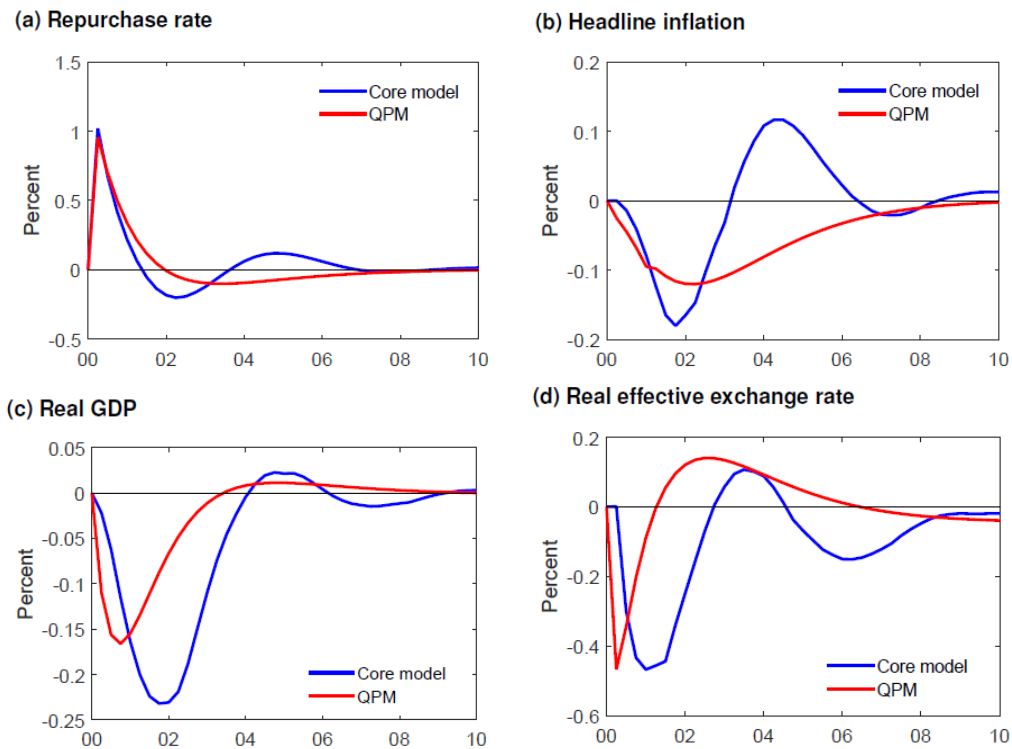 (a) Repurchase rate
1.5
1
0.5
0
-0.5
Percent
Core model
QPM
00 02 04 06 08 10
(b) Headline inflation
0.2
0.1
0
-0.1
-0.2
Percent
Core model
QPM
00 02 04 06 08 10
(c) Real GDP
0.05
0
-0.05
-0.1
-0.15
-0.2
-0.25
Percent
Core model
QPM
00 02 04 06 08 10
(d) Real effective exchange rate
0.2
0
-0.2
-0.4
-0.6
Percent
Core model
QPM
00 02 04 06 08 10